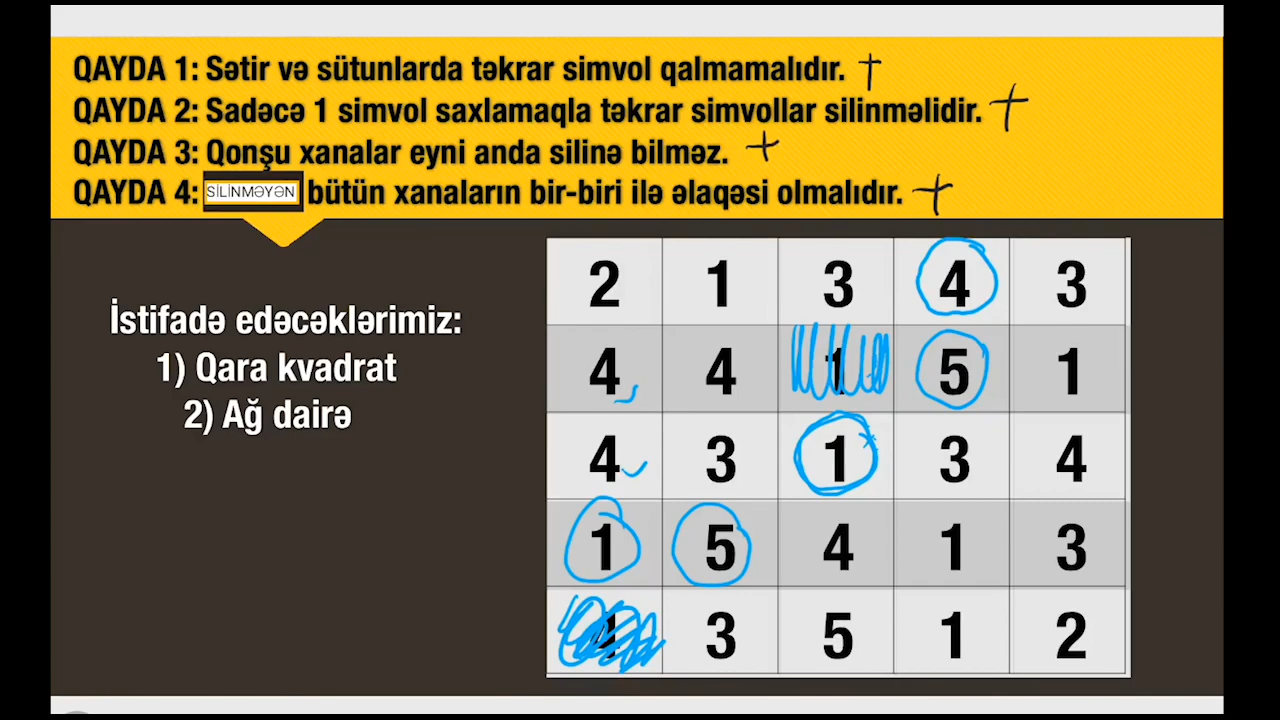 QAYDA 1: Sətir və sütunlarda təkrar simvol qalmamalıdır. +
QAYDA 2: Sadəcə 1 simvol saxlamaqla təkrar simvollar silinməlidir. +
QAYDA 3: Qonşu xanalar eyni anda silinə bilməz. +
QAYDA 4: SİLİNMƏYƏN bütün xanaların bir-biri ilə əlaqəsi olmalıdır. +
İstifadə edəcəklərimiz:
1) Qara kvadrat
2) Ağ dairə
2 1 3 4 3
4 4 1 5 1
4 3 1 3 4
1 5 4 1 3
3 5 1 2